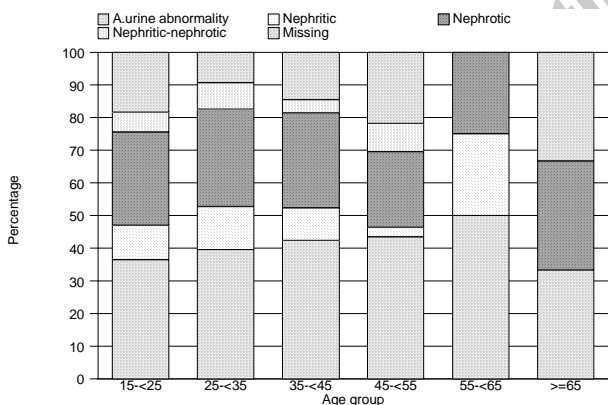 A.urine abnormality Nephritic Nephrotic
Nephritic-nephrotic Missing
100
90
80
70
60
50
40
30
20
10
0
Percentage
15-<25 25-<35 35-<45 45-<55 55-<65 >=65
Age group